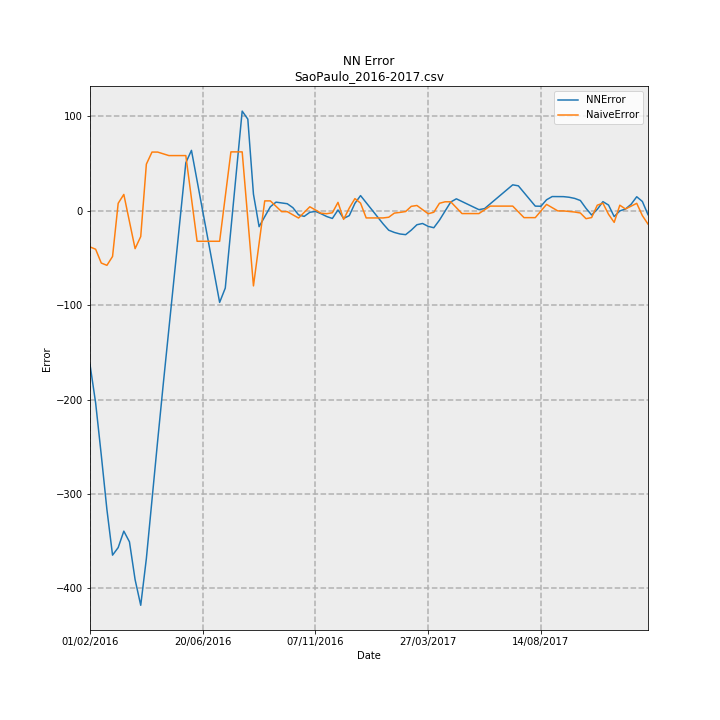 NN Error
SaoPaulo_2016-2017.csv
NNError
NaiveError
100
0
−100
−200
−300
−400
Error
01/02/2016
20/06/2016
07/11/2016
27/03/2017
14/08/2017
Date